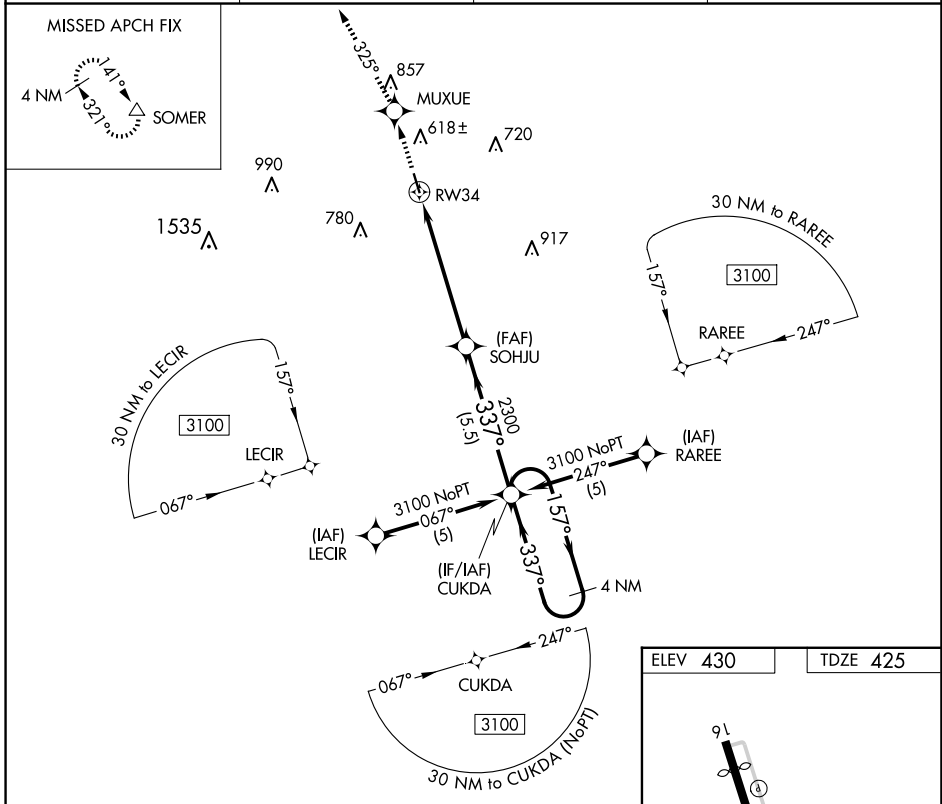 MISSED APCH FIX
4 NM
141°
321°
SOMER
325°
857
MUXUE
618±
720
990
RW34
1535
780
917
30 NM to RAREE
3100
157°
RAREE
247°
(FAF)
SOHJU
30 NM to LECIR
3100
157°
LECIR
067°
2300
337°
(5.5)
3100 NoPT
247°
(5)
(IAF)
RAREE
3100 NoPT
067°
(5)
(IAF)
LECIR
(IF/IAF)
CUKDA
157°
337°
4 NM
067°
247°
CUKDA
3100
30 NM to CUKDA (NoPT)
ELEV 430
TDZE 425
16
P